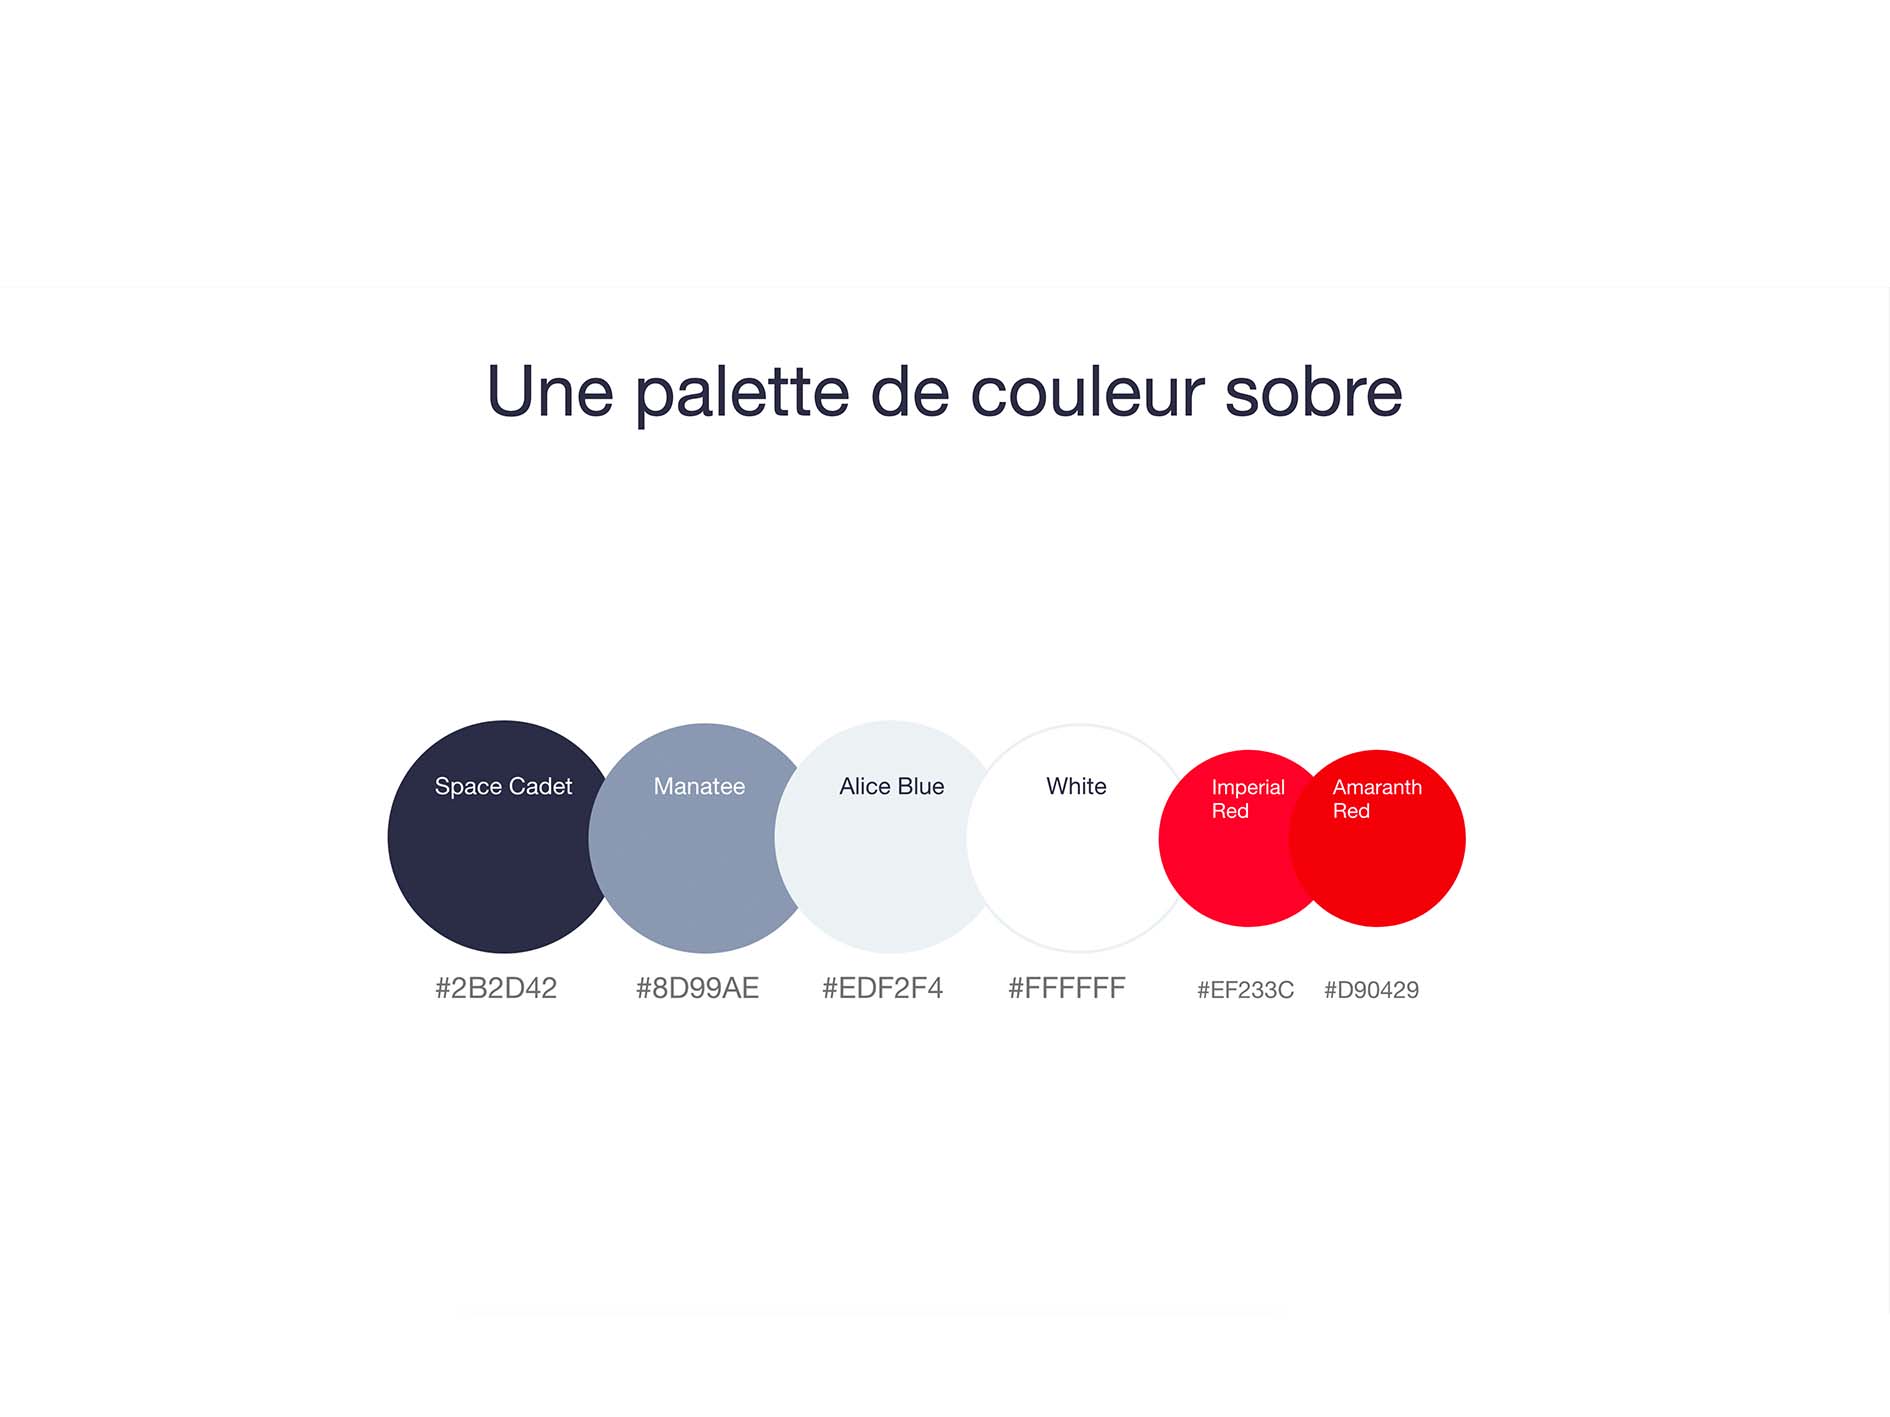 Une palette de couleur sobre
Space Cadet
Manatee
Alice Blue
White
Imperial
Red
Amaranth
Red
#2B2D42
#8D99AE
#EDF2F4
#FFFFFF
#EF233C
#D90429